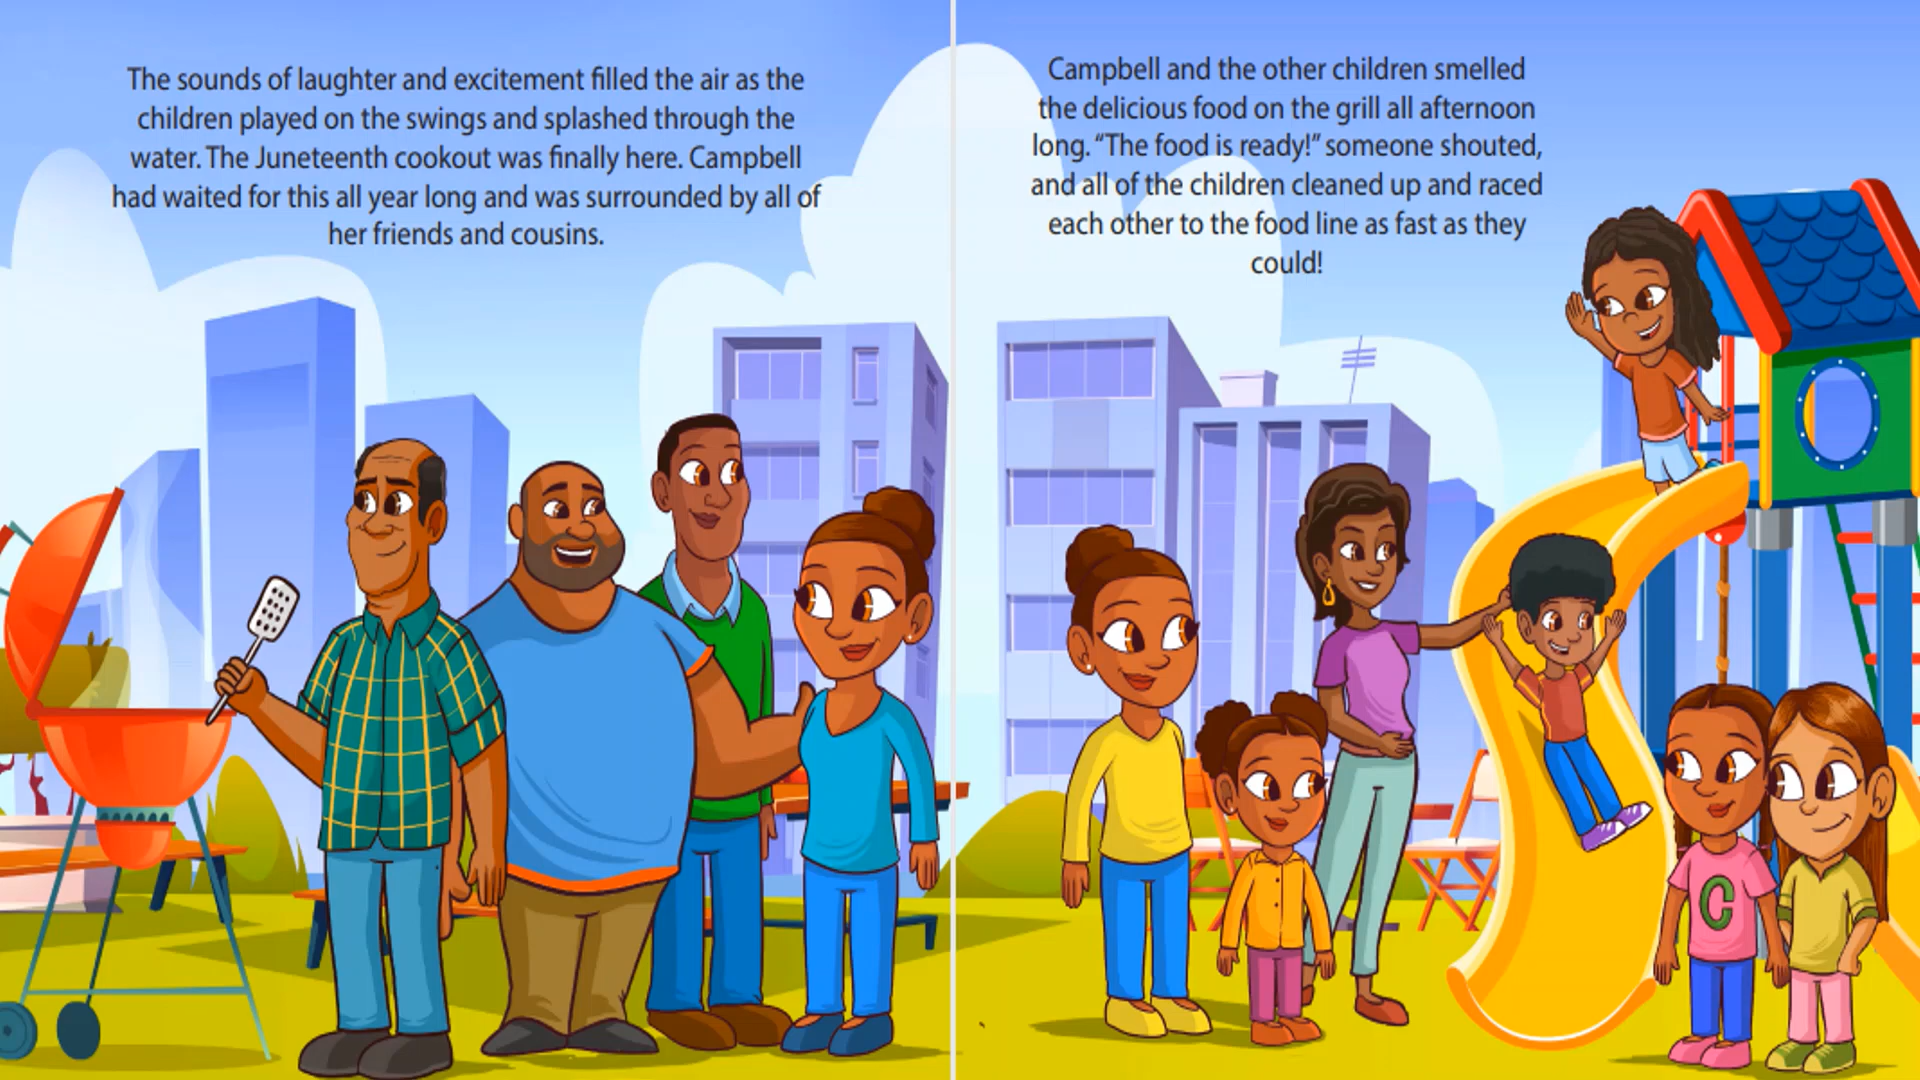 The sounds of laughter and excitement filled the air as the
children played on the swings and splashed through the
water. The Juneteenth cookout was finally here. Campbell
had waited for this all year long and was surrounded by all of
her friends and cousins.
Campbell and the other children smelled
the delicious food on the grill all afternoon
long. “The food is ready!” someone shouted,
and all of the children cleaned up and raced
each other to the food line as fast as they
could!
C